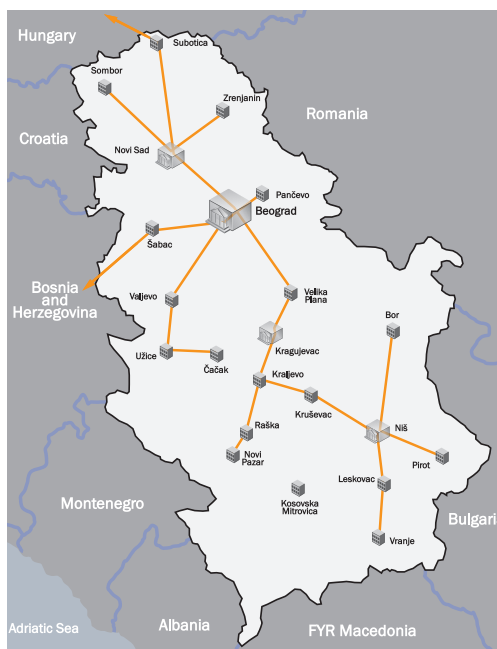 Hungary
Subotica
Sombor
Zrenjanin
Romania
Croatia
Novi Sad
Pančevo
Beograd
Šabac
Bosnia
and
Herzegovina
Valjevo
Velika
Plana
Bor
Kragujevac
Užice
Čačak
Kraljevo
Kruševac
Raška
Niš
Novi
Pazar
Pirot
Leskovac
Kosovska
Mitrovica
Montenegro
Bulgari
Vranje
Albania
Adriatic Sea
FYR Macedonia